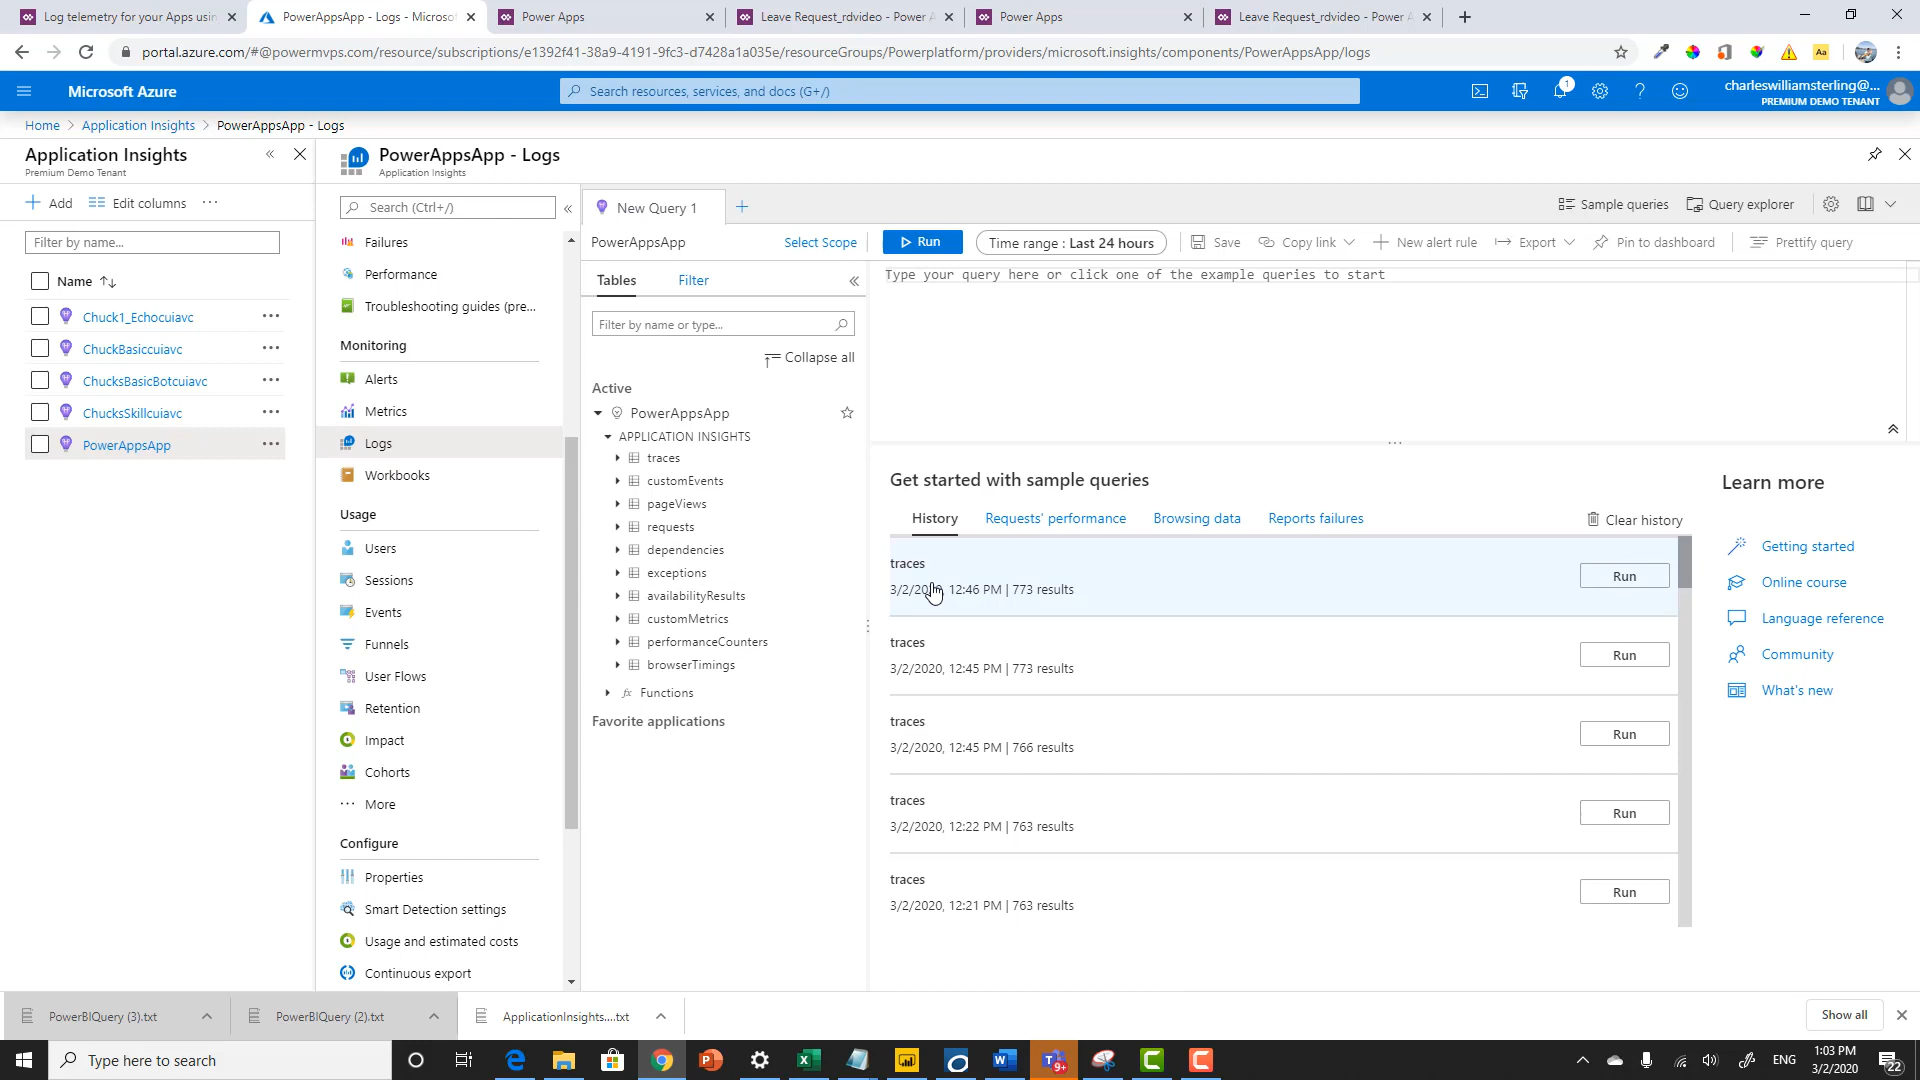 Log telemetry for your Apps usin
PowerAppsApp - Logs - Microsof
Power Apps
Leave Request_rdvideo - Power A
Power Apps
Leave Request_rdvideo - Power A
portal.azure.com/#@powermvps.com/resource/subscriptions/e1392f41-38a9-4191-9fc3-d7428a1a035e/resourceGroups/Powerplatform/providers/microsoft.insights/components/PowerAppsApp/logs
Microsoft Azure
Search resources, services, and docs (G+/)
1
charleswilliamsterling@...
PREMIUM DEMO TENANT
Home > Application Insights > PowerAppsApp - Logs
Application Insights
Premium Demo Tenant
Add
Edit columns
Filter by name...
Name
Chuck1_Echocuiavc
ChuckBasiccuiavc
ChucksBasicBotcuiavc
ChucksSkillcuiavc
PowerAppsApp
PowerAppsApp - Logs
Application Insights
Search (Ctrl+/)
Failures
Performance
Troubleshooting guides (pre...
Monitoring
Alerts
Metrics
Logs
Workbooks
Usage
Users
Sessions
Events
Funnels
User Flows
Retention
Impact
Cohorts
More
Configure
Properties
Smart Detection settings
Usage and estimated costs
Continuous export
New Query 1
Sample queries
Query explorer
PowerAppsApp
Select Scope
Run
Time range : Last 24 hours
Save
Copy link
New alert rule
Export
Pin to dashboard
Prettify query
Tables
Filter
Filter by name or type...
Collapse all
Active
PowerAppsApp
APPLICATION INSIGHTS
traces
customEvents
pageViews
requests
dependencies
exceptions
availabilityResults
customMetrics
performanceCounters
browserTimings
fx Functions
Favorite applications
Type your query here or click one of the example queries to start
Get started with sample queries
History
Requests' performance
Browsing data
Reports failures
Clear history
traces
3/2/2020, 12:46 PM | 773 results
Run
traces
3/2/2020, 12:45 PM | 773 results
Run
traces
3/2/2020, 12:45 PM | 766 results
Run
traces
3/2/2020, 12:22 PM | 763 results
Run
traces
3/2/2020, 12:21 PM | 763 results
Run
Learn more
Getting started
Online course
Language reference
Community
What's new
PowerBIQuery (3).txt
PowerBIQuery (2).txt
ApplicationInsights....txt
Show all
Type here to search
9+
ENG
1:03 PM
3/2/2020
22